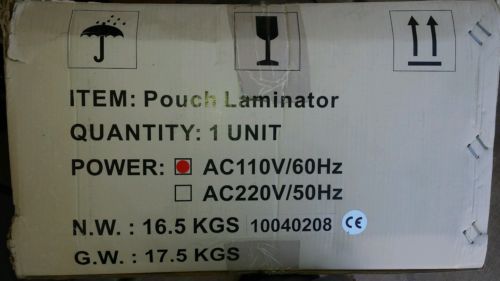 ITEM: Pouch Laminator
QUANTITY: 1 UNIT
POWER: AC110V/60Hz
AC220V/50Hz
N.W. : 16.5 KGS 10040208 CE
G.W. : 17.5 KGS